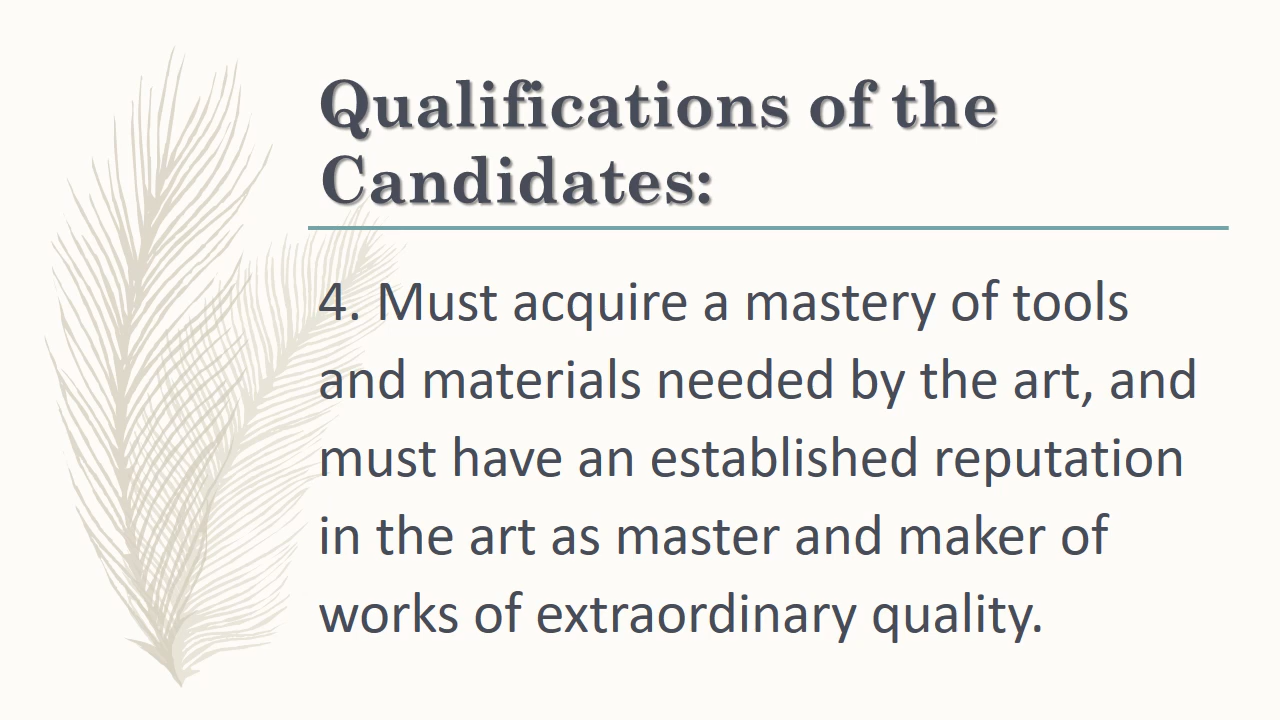 Qualifications of the
Candidates:
4. Must acquire a mastery of tools
and materials needed by the art, and
must have an established reputation
in the art as master and maker of
works of extraordinary quality.